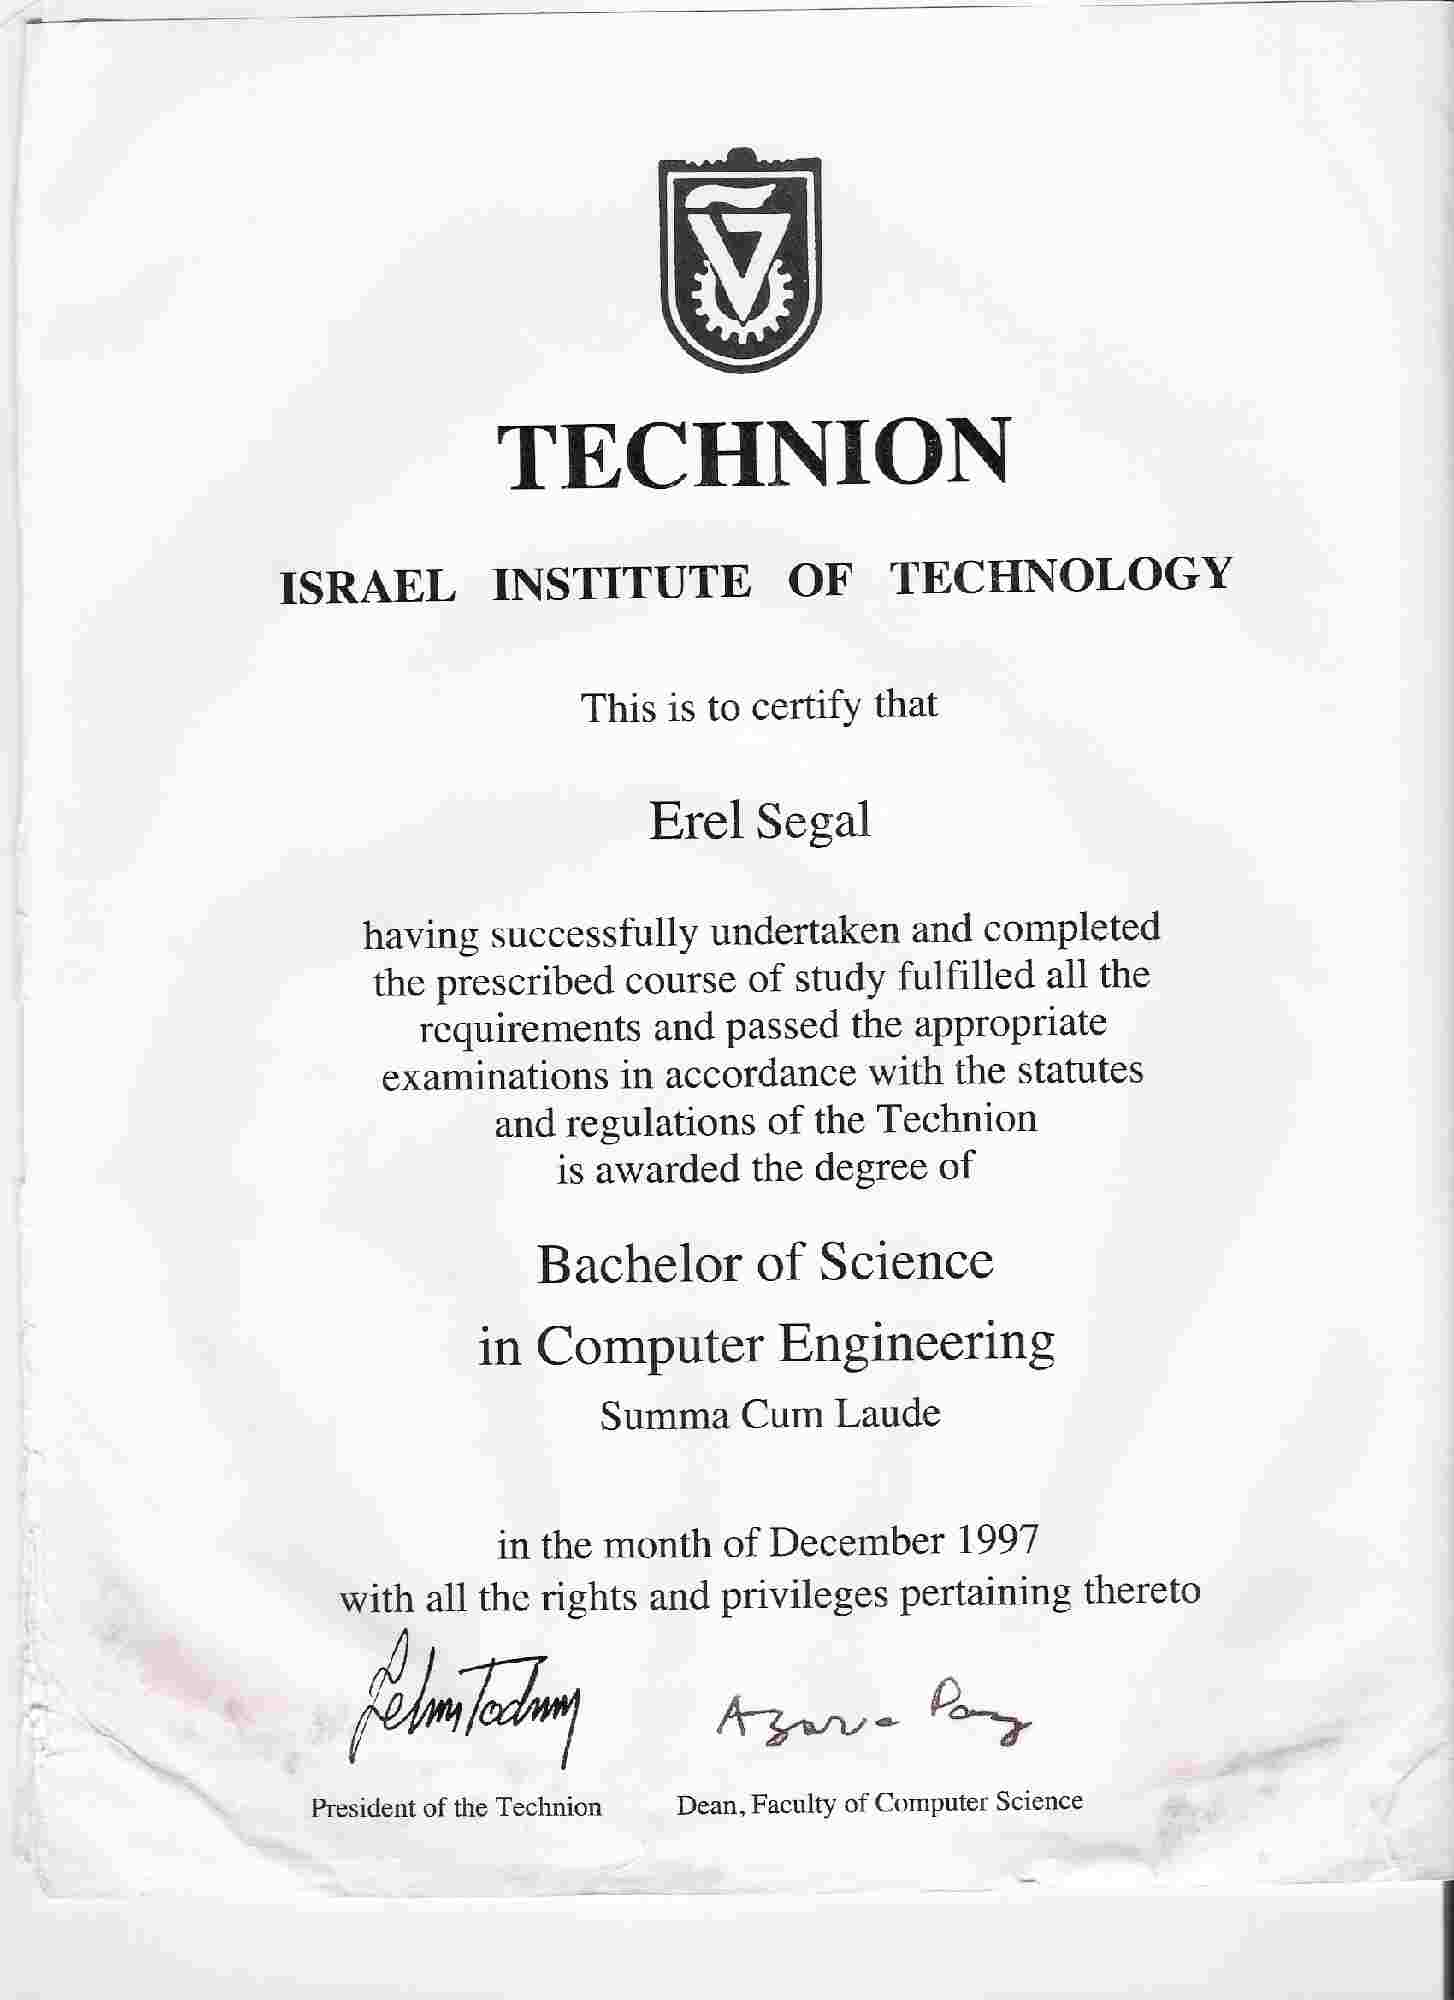 TECHNION
ISRAEL INSTITUTE OF TECHNOLOGY
This is to certify that
Erel Segal
having successfully undertaken and completed
the prescribed course of study fulfilled all the
requirements and passed the appropriate
examinations in accordance with the statutes
and regulations of the Technion
is awarded the degree of
Bachelor of Science
in Computer Engineering
Summa Cum Laude
in the month of December 1997
with all the rights and privileges pertaining thereto
Azaria Paz
President of the Technion Dean, Faculty of Computer Science